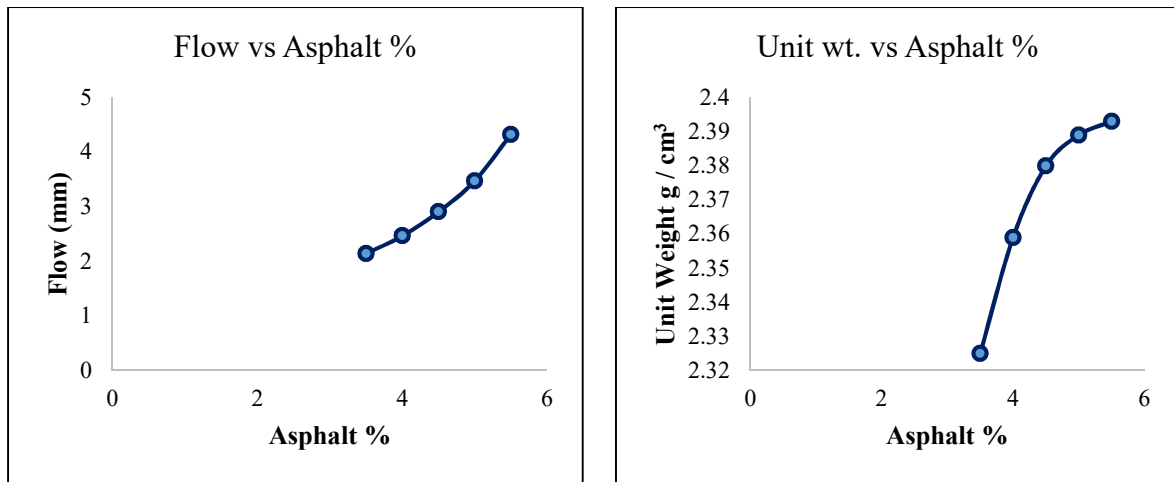 Flow vs Asphalt %
5
4
3
2
1
0
Flow (mm)
0 2 4 6
Asphalt %
Unit wt. vs Asphalt %
2.4
2.39
2.38
2.37
2.36
2.35
2.34
2.33
2.32
Unit Weight g / cm³
0 2 4 6
Asphalt %